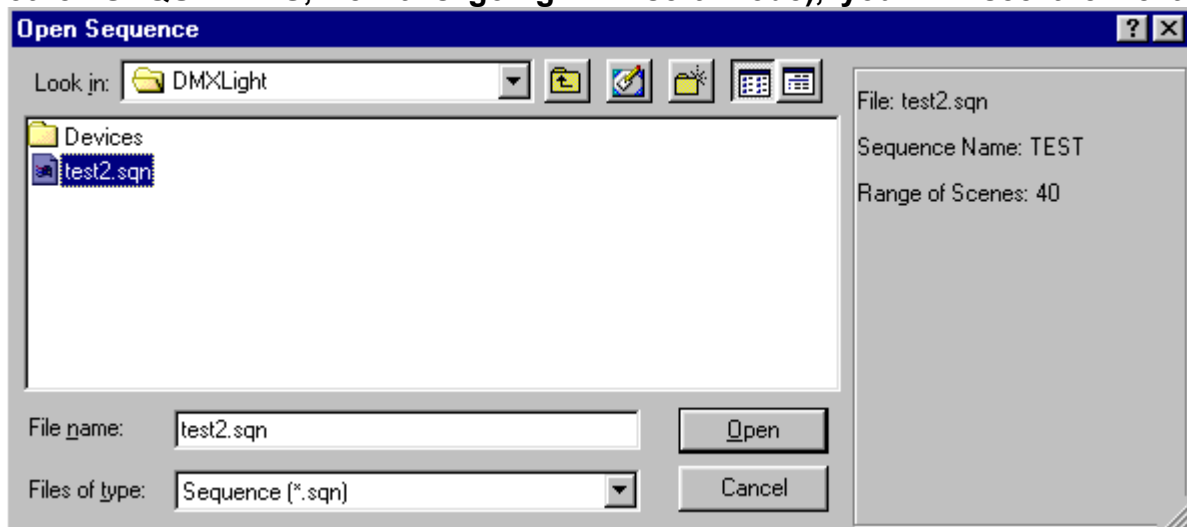 Open Sequence
Look in: DMXLight
Devices
test2.sqn
File name: test2.sqn
Open
Files of type: Sequence (*.sqn)
Cancel
File: test2.sqn
Sequence Name: TEST
Range of Scenes: 40